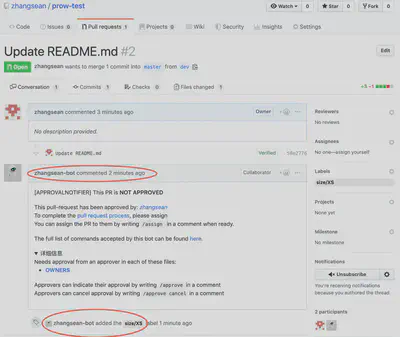 zhangsean / prow-test
Watch 0 Star 0 Fork 0
Code Issues 0 Pull requests 1 Projects 0 Wiki Security Insights Settings
Update README.md #2
Edit
Open zhangsean wants to merge 1 commit into master from dev
Conversation 1 Commits 1 Checks 0 Files changed 1
zhangsean commented 3 minutes ago
Owner
No description provided.
Update README.md
Verified
zhangsean-bot commented 2 minutes ago
Collaborator
[APPROVALNOTIFIER] This PR is NOT APPROVED
This pull-request has been approved by: zhangsean
To complete the pull request process, please assign
You can assign the PR to them by writing /assign in a comment when ready.
The full list of commands accepted by this bot can be found here.
详细信息
Needs approval from an approver in each of these files:
OWNERS
Approvers can indicate their approval by writing /approve in a comment
Approvers can cancel approval by writing /approve cancel in a comment
zhangsean-bot added the size/XS label 1 minute ago
Reviewers
No reviews
Assignees
No one—assign yourself
Labels
size/XS
Projects
None yet
Milestone
No milestone
Notifications
Unsubscribe
You're receiving notifications
because you authored the thread.
2 participants